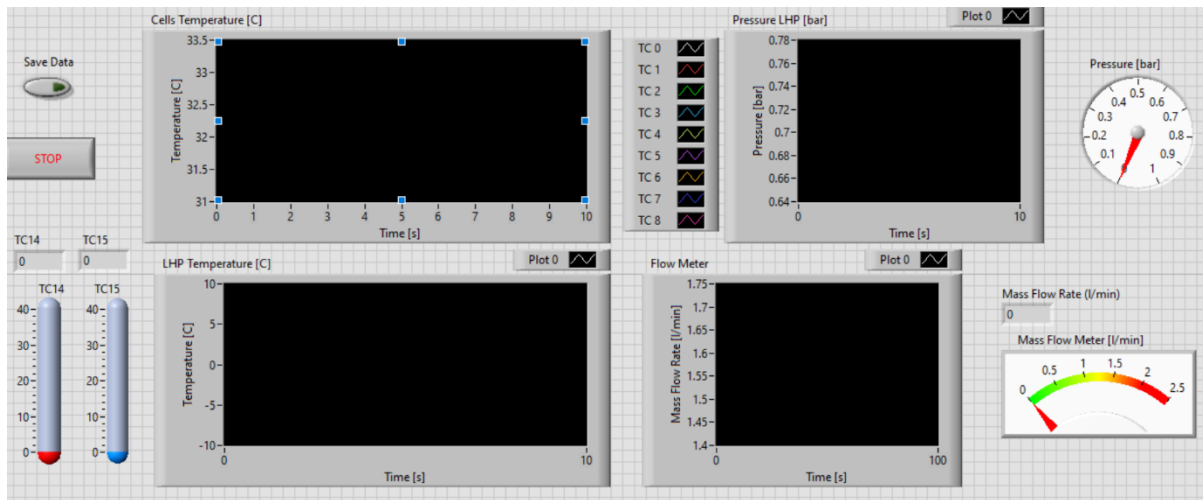 Cells Temperature [C]
Pressure LHP [bar]
Plot 0
Save Data
STOP
Temperature [C]
33.5
33
32.5
32
31.5
31
0 1 2 3 4 5 6 7 8 9 10
Time [s]
TC 0
TC 1
TC 2
TC 3
TC 4
TC 5
TC 6
TC 7
TC 8
Pressure [bar]
0.78
0.76
0.74
0.72
0.7
0.68
0.66
0.64
0 10
Time [s]
Pressure [bar]
0 0.1 0.2 0.3 0.4 0.5 0.6 0.7 0.8 0.9 1
TC14 TC15
0 0
TC14 TC15
40 40
30 30
20 20
10 10
0 0
LHP Temperature [C]
Plot 0
Temperature [C]
10
5
0
-5
-10
0 10
Time [s]
Flow Meter
Plot 0
Mass Flow Rate [l/min]
1.75
1.7
1.65
1.6
1.55
1.5
1.45
1.4
0 100
Time [s]
Mass Flow Rate (l/min)
0
Mass Flow Meter [l/min]
0 0.5 1 1.5 2 2.5